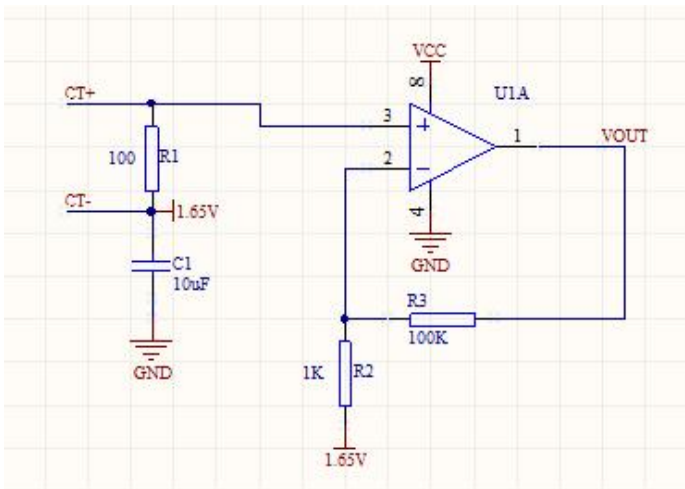 VCC
8
U1A
CT+
3
+
1
VOUT
100
R1
2
−
CT-
1.65V
4
GND
C1
10uF
R3
100K
GND
1K
R2
1.65V